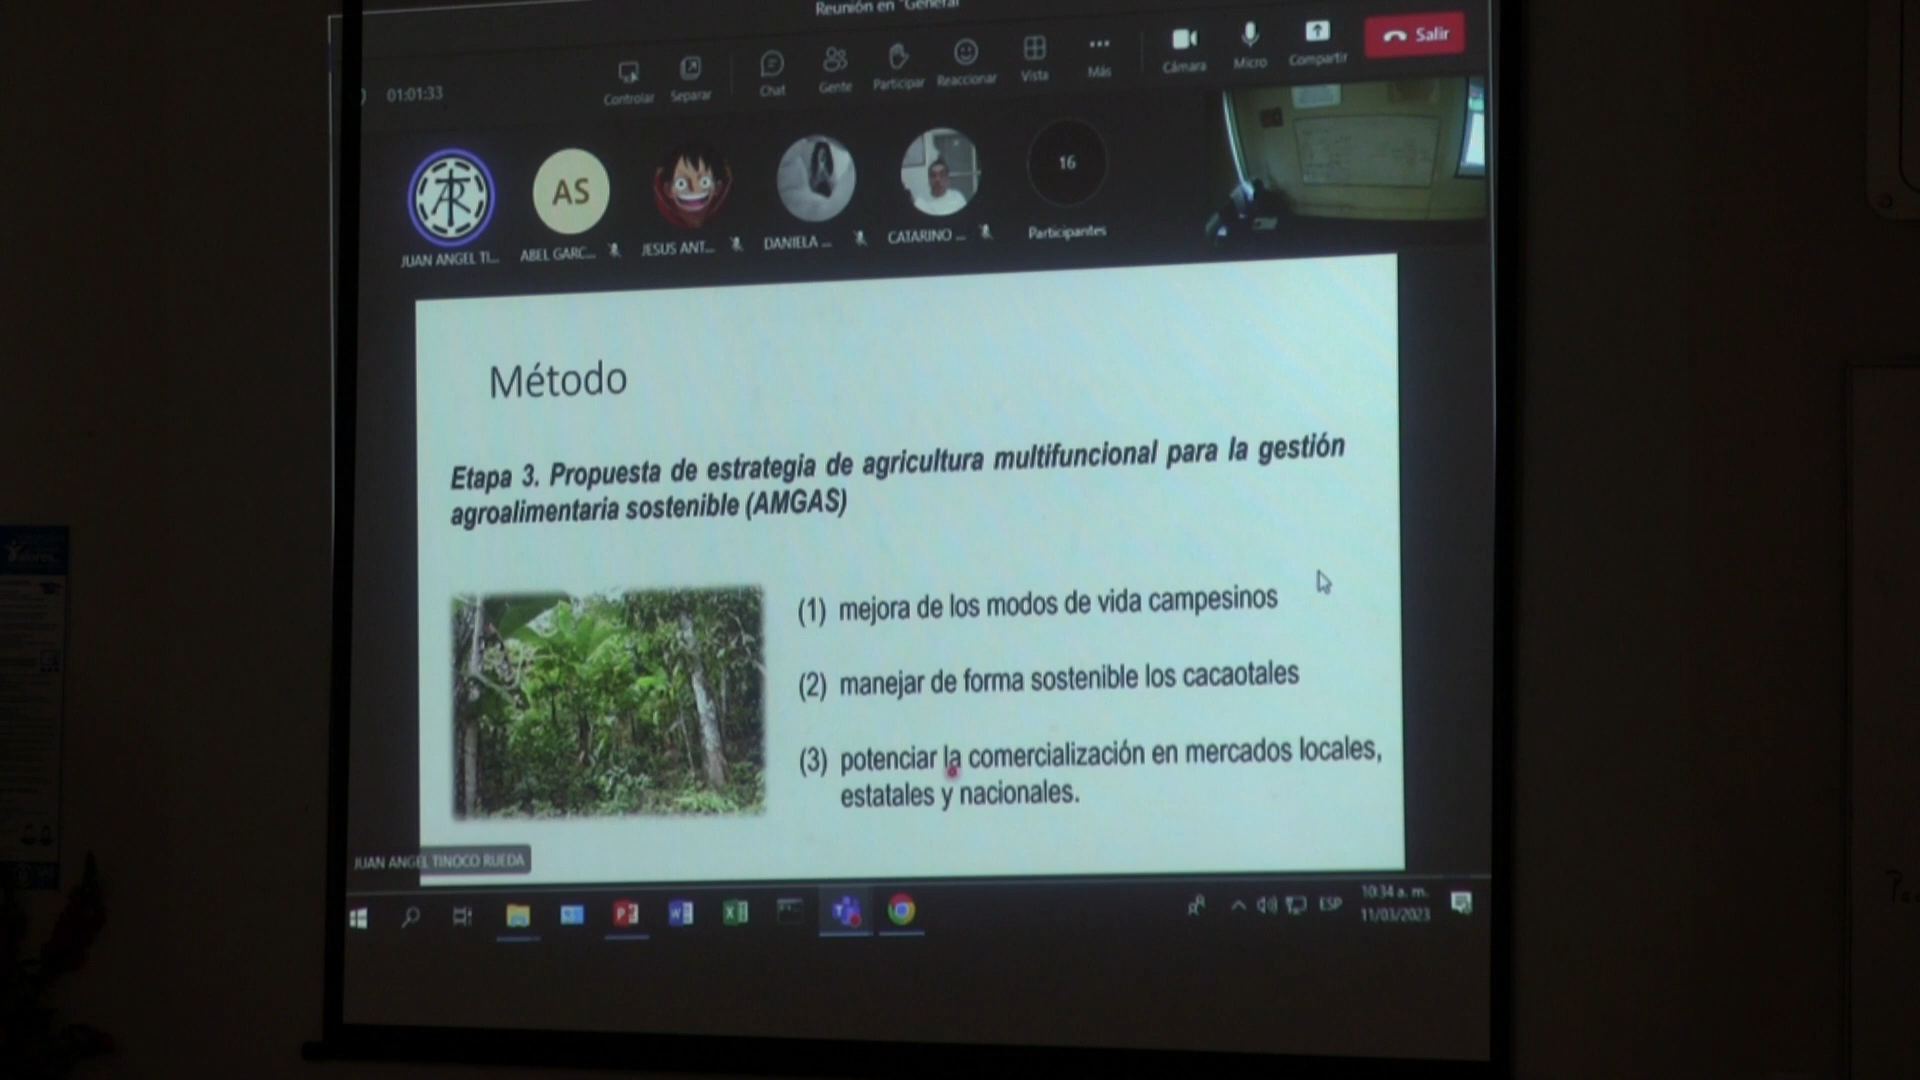 Reunión en "General"
01:01:33
Controlar
Separar
Chat
Gente
Participar
Reaccionar
Vista
Más
Cámara
Micro
Compartir
Salir
AS
16
JUAN ANGEL TI...
ABEL GARC...
JESUS ANT...
DANIELA ...
CATARINO ...
Participantes
Método
Etapa 3. Propuesta de estrategia de agricultura multifuncional para la gestión
agroalimentaria sostenible (AMGAS)
(1) mejora de los modos de vida campesinos
(2) manejar de forma sostenible los cacaotales
(3) potenciar la comercialización en mercados locales,
estatales y nacionales.
JUAN ANGEL TINOCO RUEDA
ESP
10:34 a. m.
11/03/2023